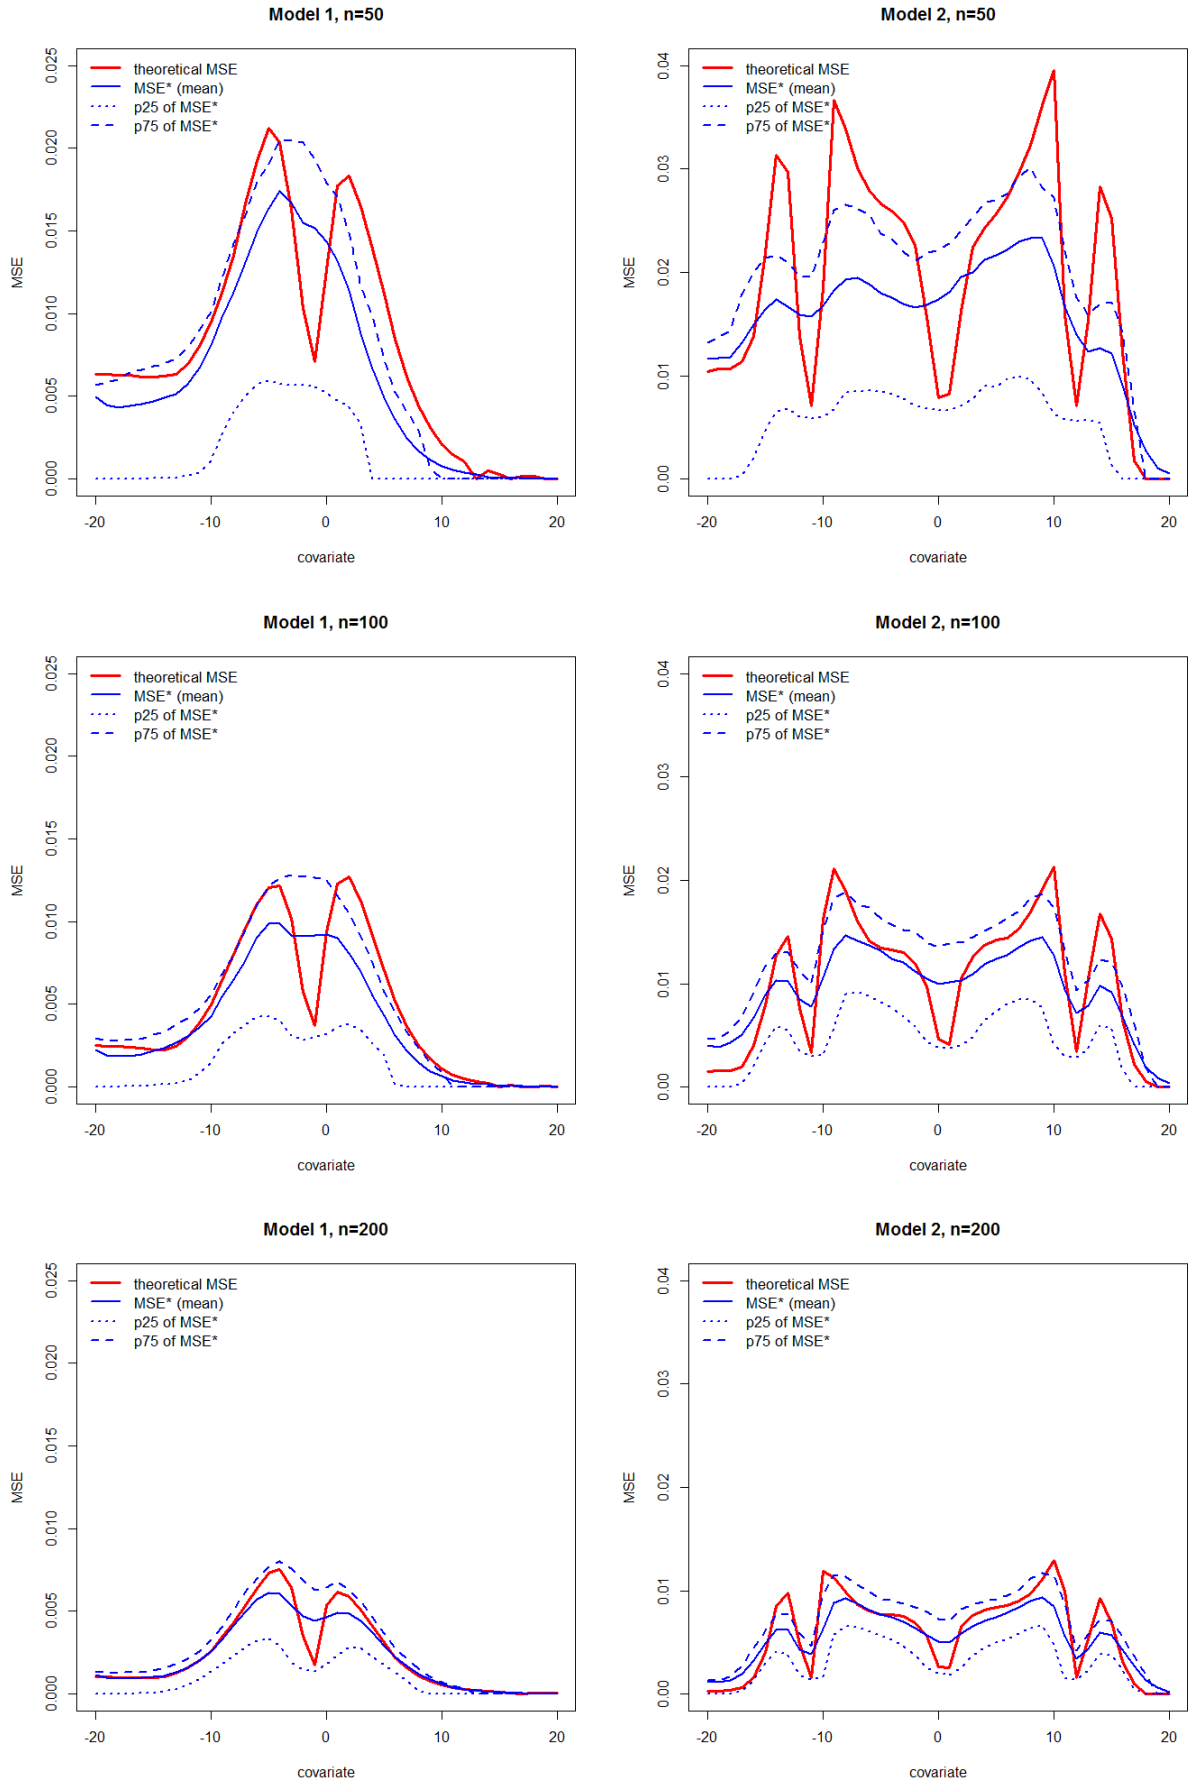 Model 1, n=50
0.025
0.020
0.015
0.010
0.005
0.000
MSE
theoretical MSE
MSE* (mean)
p25 of MSE*
p75 of MSE*
-20 -10 0 10 20
covariate
Model 2, n=50
0.04
0.03
0.02
0.01
0.00
MSE
theoretical MSE
MSE* (mean)
p25 of MSE*
p75 of MSE*
-20 -10 0 10 20
covariate
Model 1, n=100
0.025
0.020
0.015
0.010
0.005
0.000
MSE
theoretical MSE
MSE* (mean)
p25 of MSE*
p75 of MSE*
-20 -10 0 10 20
covariate
Model 2, n=100
0.04
0.03
0.02
0.01
0.00
MSE
theoretical MSE
MSE* (mean)
p25 of MSE*
p75 of MSE*
-20 -10 0 10 20
covariate
Model 1, n=200
0.025
0.020
0.015
0.010
0.005
0.000
MSE
theoretical MSE
MSE* (mean)
p25 of MSE*
p75 of MSE*
-20 -10 0 10 20
covariate
Model 2, n=200
0.04
0.03
0.02
0.01
0.00
MSE
theoretical MSE
MSE* (mean)
p25 of MSE*
p75 of MSE*
-20 -10 0 10 20
covariate